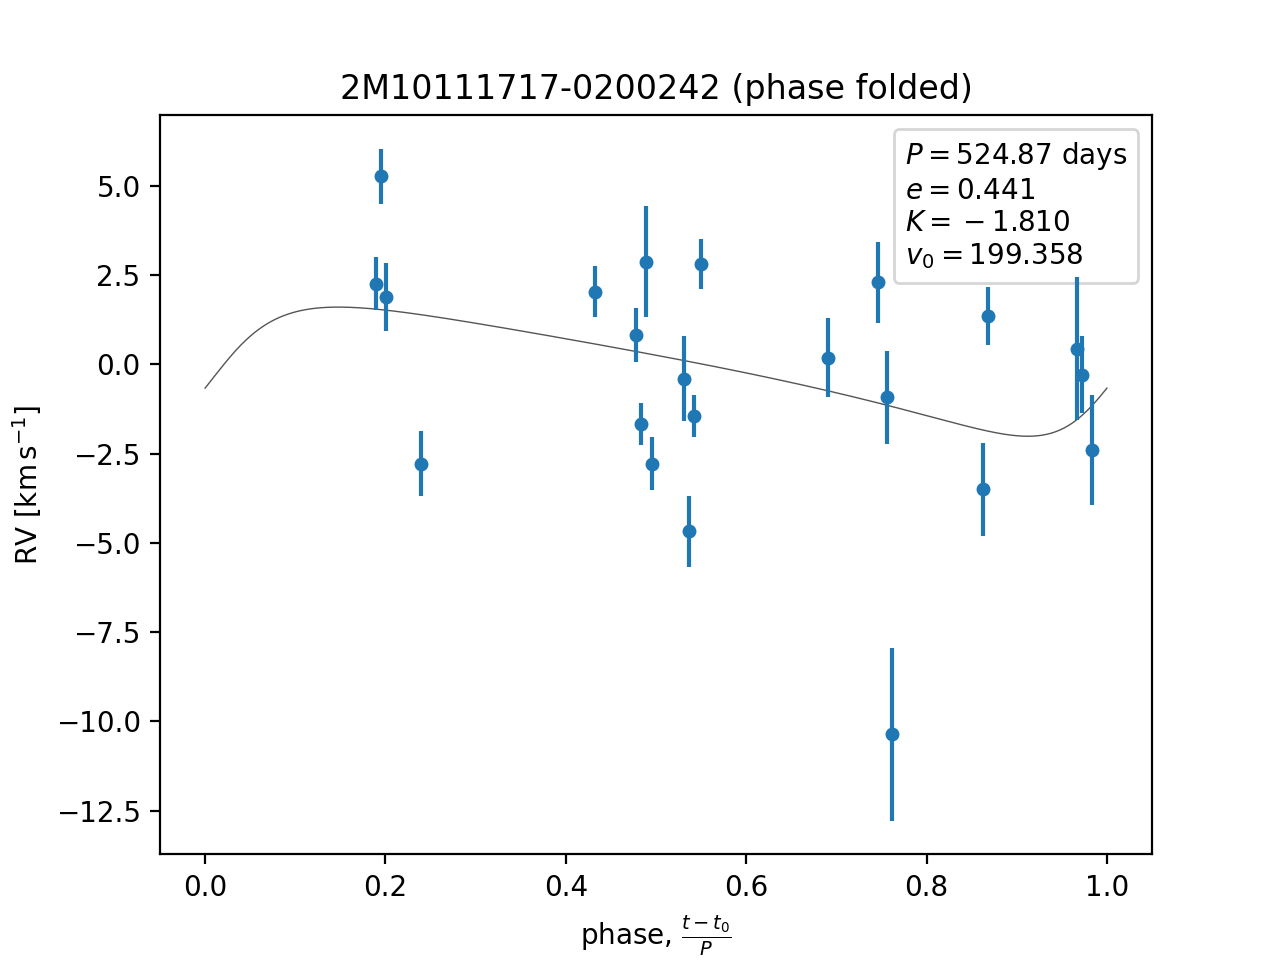 2M10111717-0200242 (phase folded)
P = 524.87 days
e = 0.441
K = −1.810
v₀ = 199.358
RV [km s⁻¹]
5.0
2.5
0.0
−2.5
−5.0
−7.5
−10.0
−12.5
0.0 0.2 0.4 0.6 0.8 1.0
phase, (t − t₀)/P